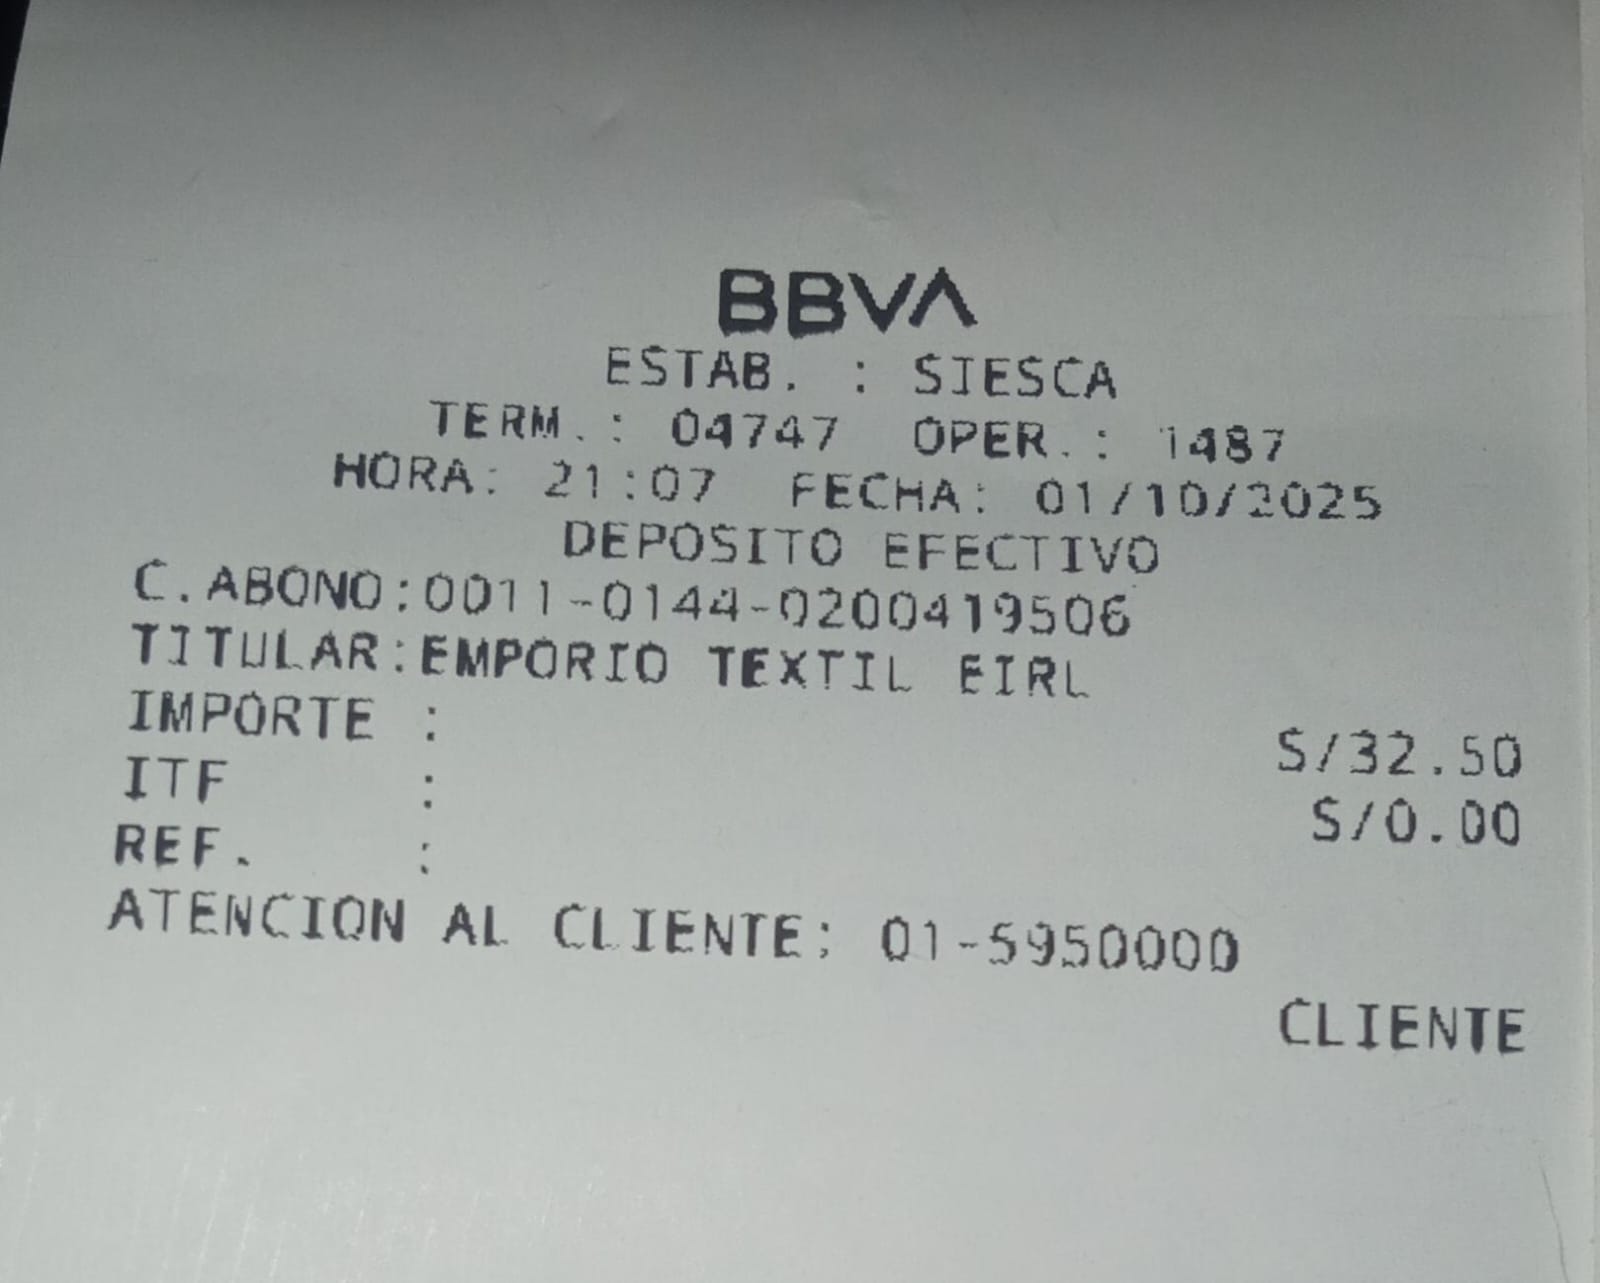 BBVA
ESTAB. : SIESCA
TERM.: 04747 OPER.: 1487
HORA: 21:07 FECHA: 01/10/2025
DEPOSITO EFECTIVO
C.ABONO:0011-0144-0200419506
TITULAR:EMPORIO TEXTIL EIRL
IMPORTE : S/32.50
ITF : S/0.00
REF. :
ATENCION AL CLIENTE: 01-5950000
CLIENTE